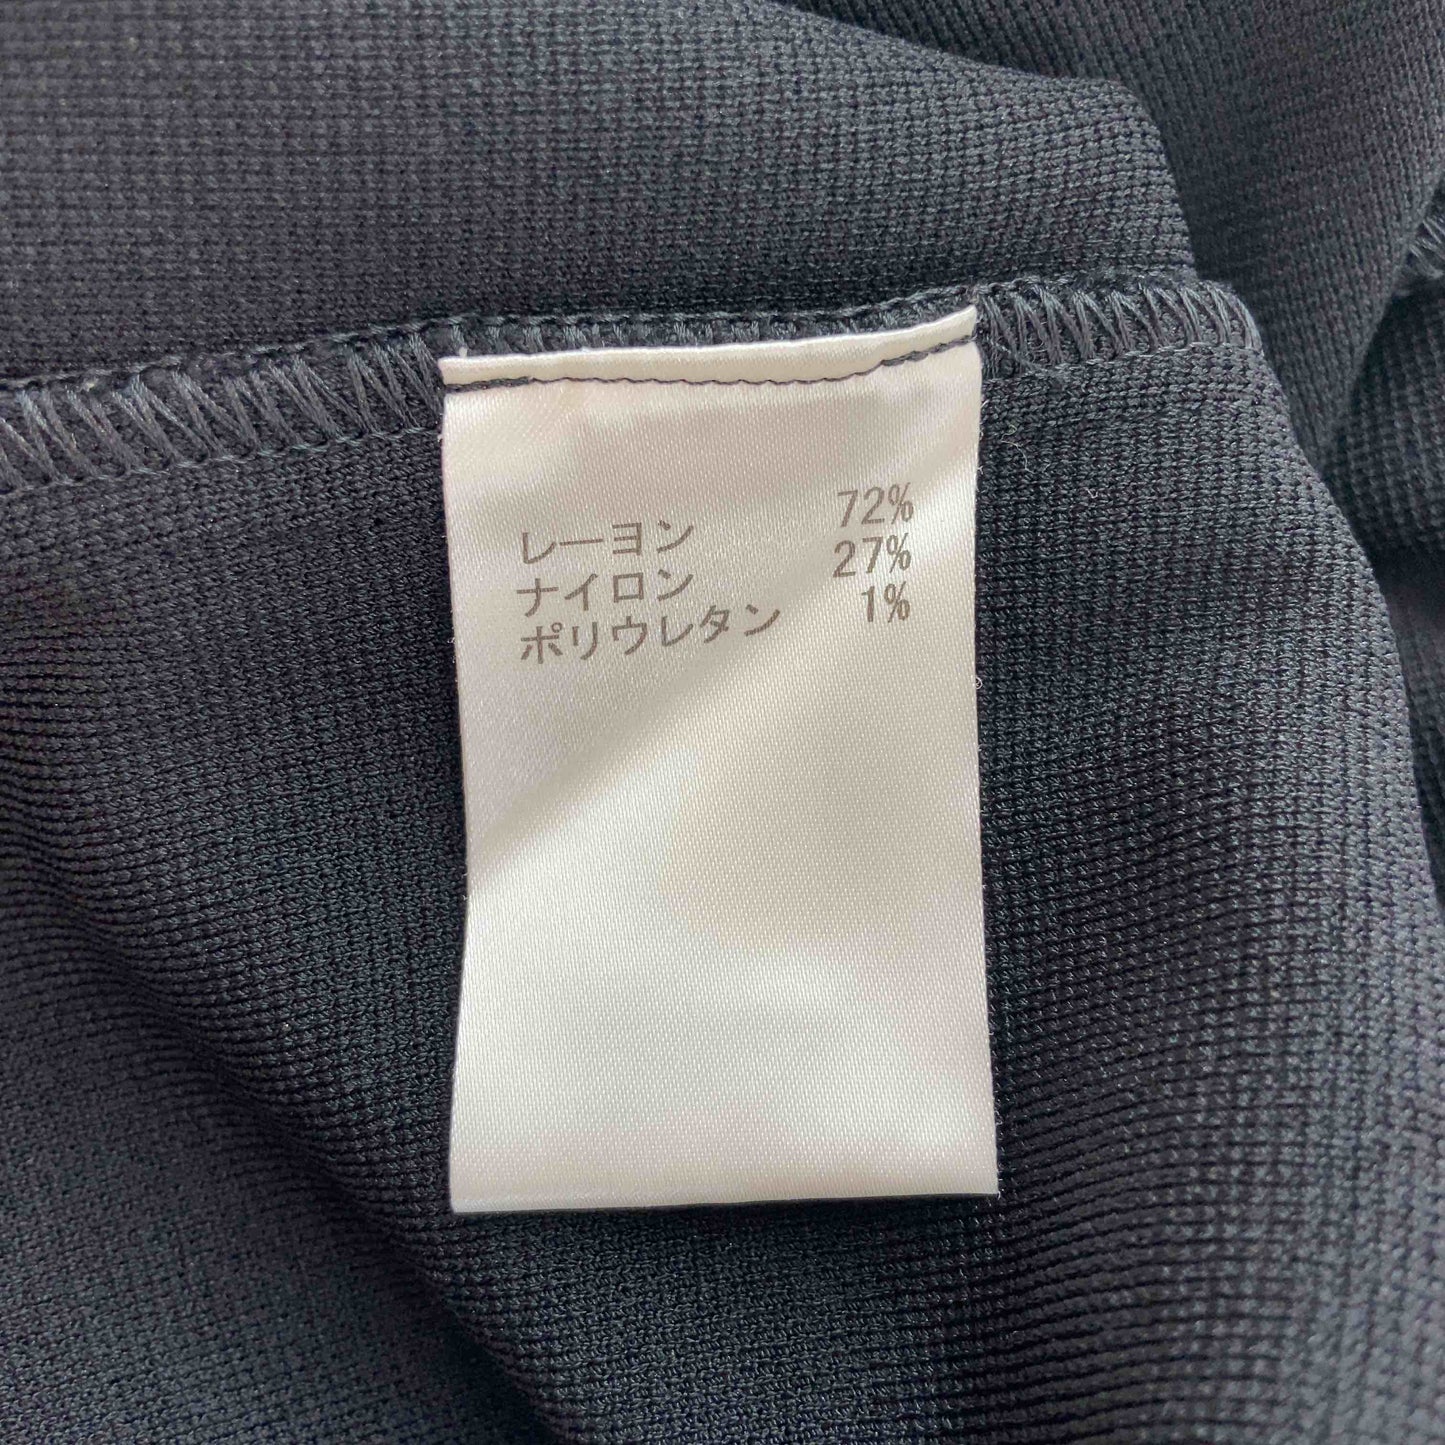 レーヨン 72%
ナイロン 27%
ポリウレタン 1%